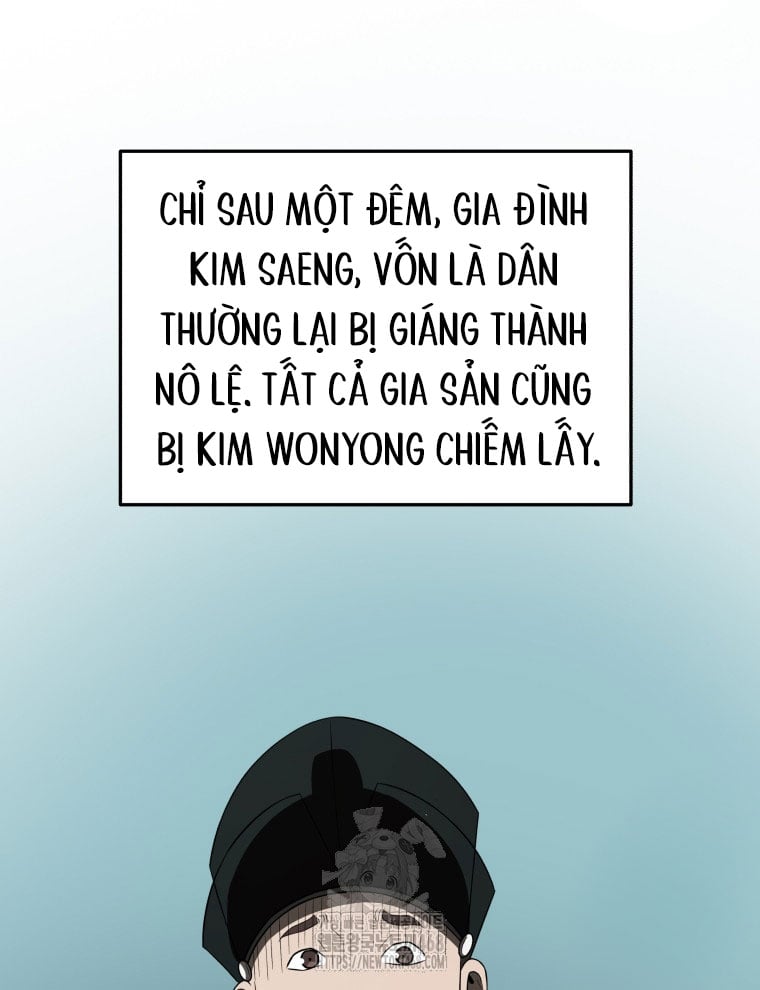 CHỈ SAU MỘT ĐÊM, GIA ĐÌNH
KIM SAENG, VỐN LÀ DÂN
THƯỜNG LẠI BỊ GIÁNG THÀNH
NÔ LỆ. TẤT CẢ GIA SẢN CŨNG
BỊ KIM WONYONG CHIẾM LẤY.